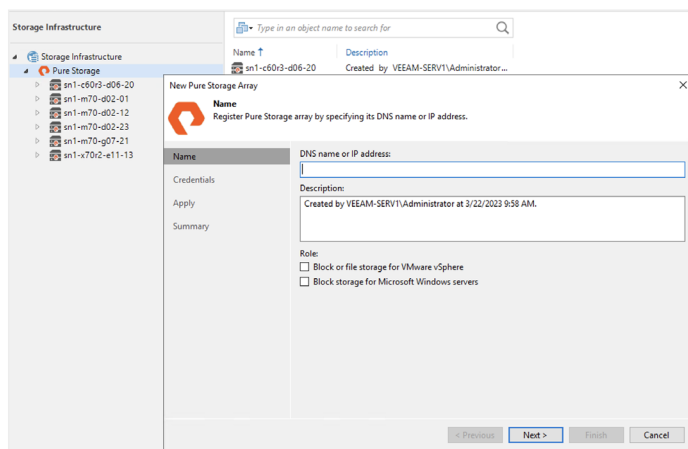 Storage Infrastructure
Type in an object name to search for
Name ↑ Description
Storage Infrastructure
Pure Storage
sn1-c60r3-d06-20 Created by VEEAM-SERV1\Administrator...
sn1-c60r3-d06-20
sn1-m70-d02-01
sn1-m70-d02-12
sn1-m70-d02-23
sn1-m70-g07-21
sn1-x70r2-e11-13
New Pure Storage Array
Name
Register Pure Storage array by specifying its DNS name or IP address.
Name
Credentials
Apply
Summary
DNS name or IP address:
Description:
Created by VEEAM-SERV1\Administrator at 3/22/2023 9:58 AM.
Role:
Block or file storage for VMware vSphere
Block storage for Microsoft Windows servers
< Previous Next > Finish Cancel